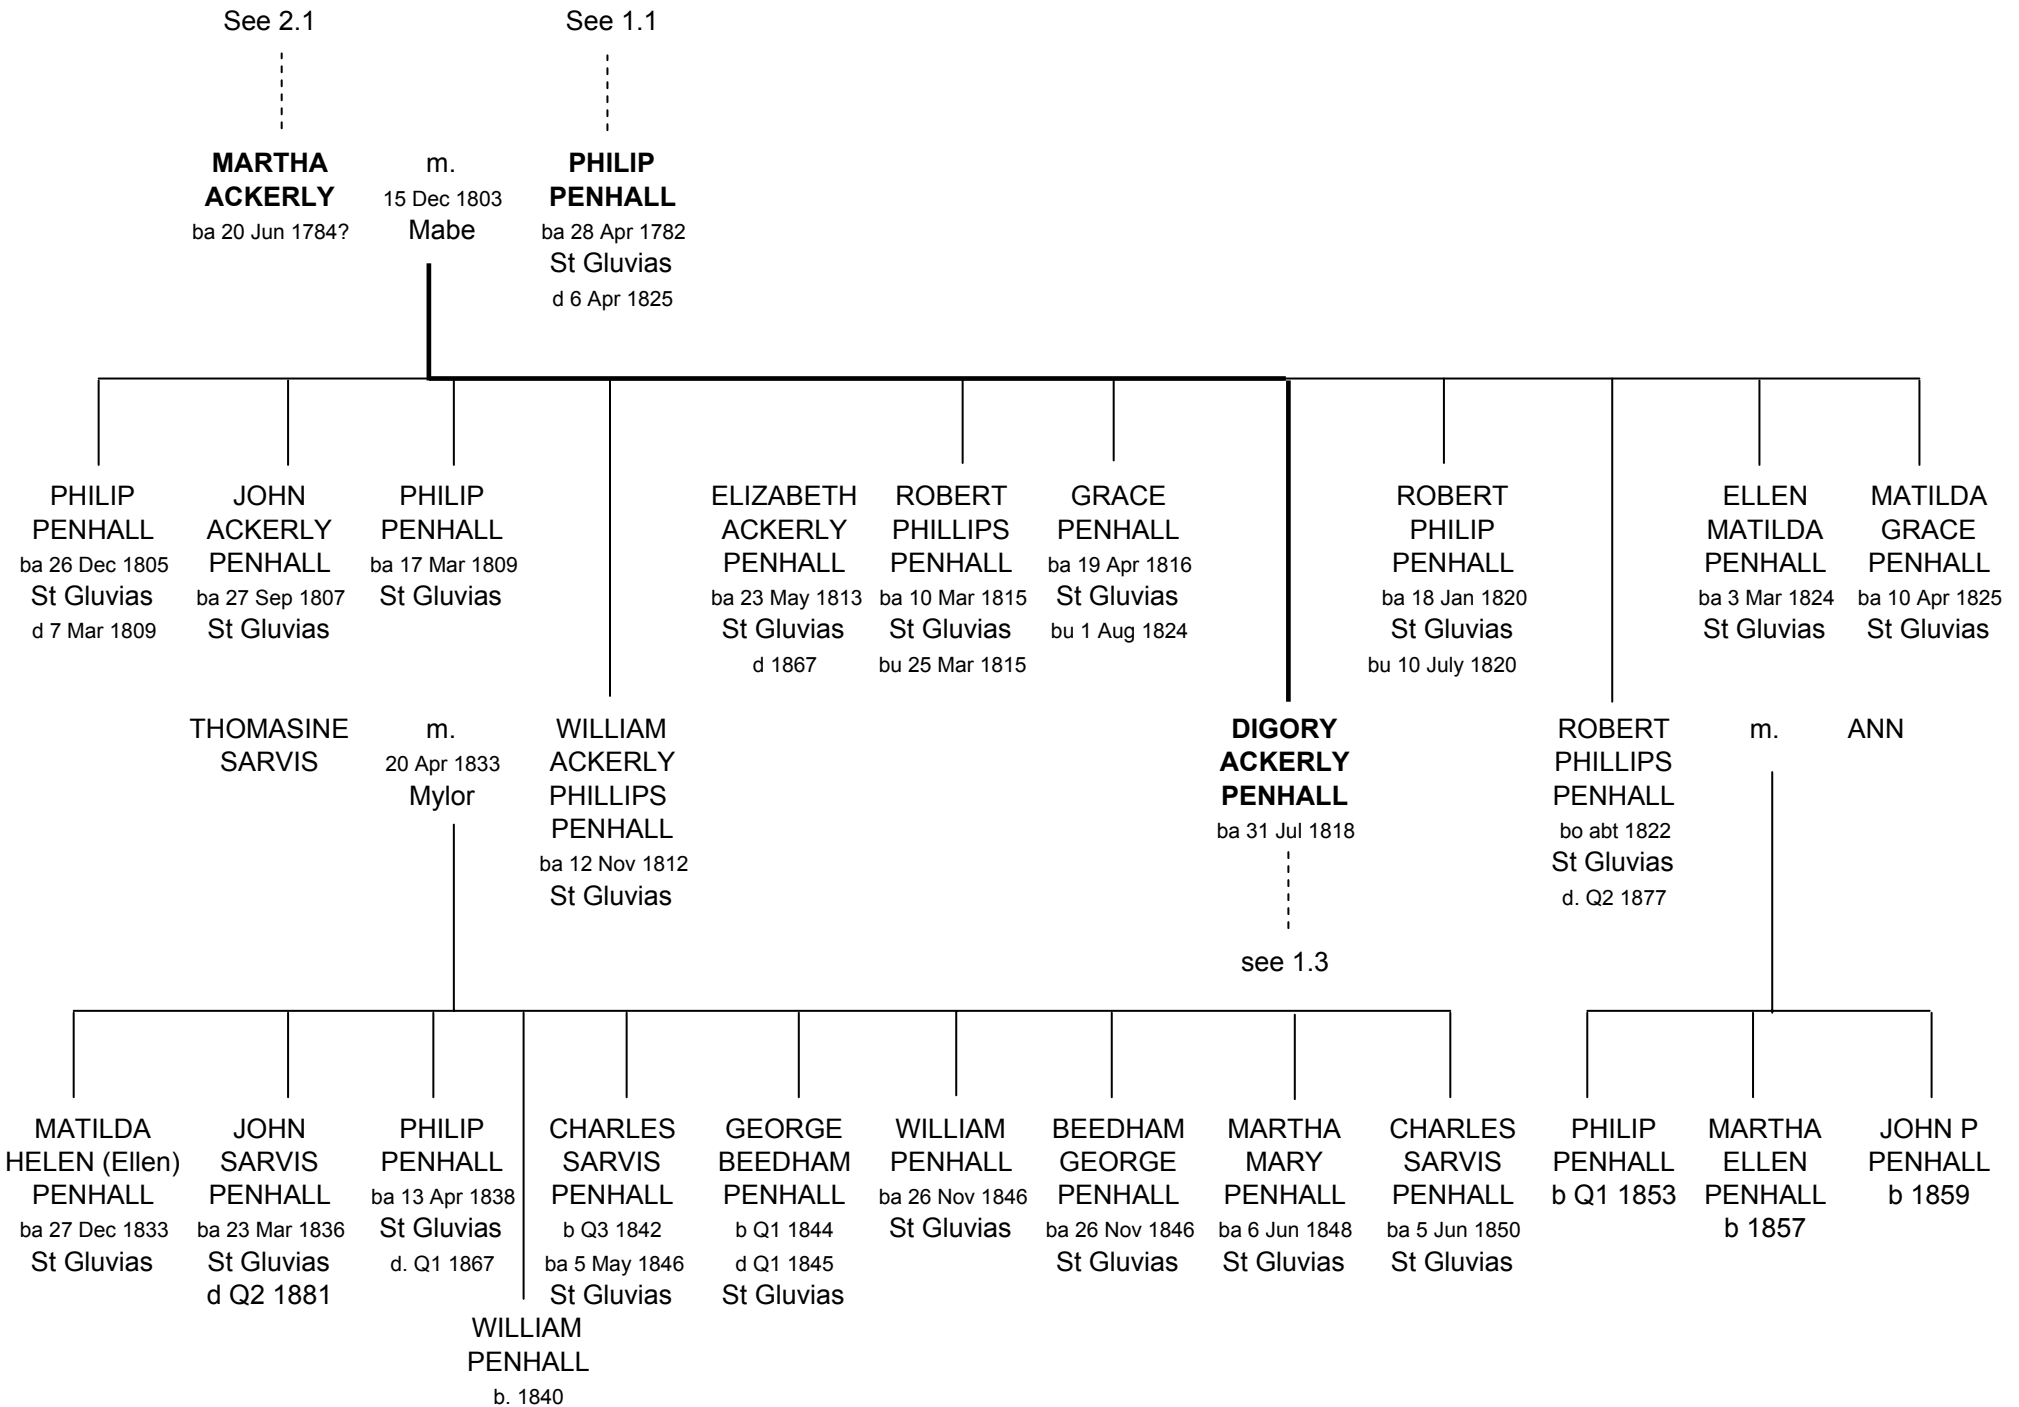 See 2.1
See 1.1
MARTHA
ACKERLY
ba 20 Jun 1784?
m.
15 Dec 1803
Mabe
PHILIP
PENHALL
ba 28 Apr 1782
St Gluvias
d 6 Apr 1825
PHILIP
PENHALL
ba 26 Dec 1805
St Gluvias
d 7 Mar 1809
JOHN
ACKERLY
PENHALL
ba 27 Sep 1807
St Gluvias
PHILIP
PENHALL
ba 17 Mar 1809
St Gluvias
ELIZABETH
ACKERLY
PENHALL
ba 23 May 1813
St Gluvias
d 1867
ROBERT
PHILLIPS
PENHALL
ba 10 Mar 1815
St Gluvias
bu 25 Mar 1815
GRACE
PENHALL
ba 19 Apr 1816
St Gluvias
bu 1 Aug 1824
ROBERT
PHILIP
PENHALL
ba 18 Jan 1820
St Gluvias
bu 10 July 1820
ELLEN
MATILDA
PENHALL
ba 3 Mar 1824
St Gluvias
MATILDA
GRACE
PENHALL
ba 10 Apr 1825
St Gluvias
THOMASINE
SARVIS
m.
20 Apr 1833
Mylor
WILLIAM
ACKERLY
PHILLIPS
PENHALL
ba 12 Nov 1812
St Gluvias
DIGORY
ACKERLY
PENHALL
ba 31 Jul 1818
see 1.3
ROBERT
PHILLIPS
PENHALL
bo abt 1822
St Gluvias
d. Q2 1877
m.
ANN
MATILDA
HELEN (Ellen)
PENHALL
ba 27 Dec 1833
St Gluvias
JOHN
SARVIS
PENHALL
ba 23 Mar 1836
St Gluvias
d Q2 1881
PHILIP
PENHALL
ba 13 Apr 1838
St Gluvias
d. Q1 1867
WILLIAM
PENHALL
b. 1840
CHARLES
SARVIS
PENHALL
b Q3 1842
ba 5 May 1846
St Gluvias
GEORGE
BEEDHAM
PENHALL
b Q1 1844
d Q1 1845
St Gluvias
WILLIAM
PENHALL
ba 26 Nov 1846
St Gluvias
BEEDHAM
GEORGE
PENHALL
ba 26 Nov 1846
St Gluvias
MARTHA
MARY
PENHALL
ba 6 Jun 1848
St Gluvias
CHARLES
SARVIS
PENHALL
ba 5 Jun 1850
St Gluvias
PHILIP
PENHALL
b Q1 1853
MARTHA
ELLEN
PENHALL
b 1857
JOHN P
PENHALL
b 1859